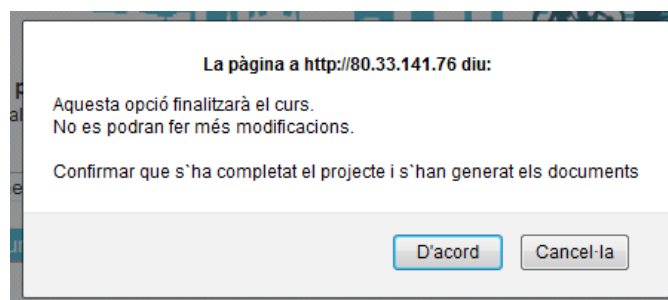 La pàgina a http://80.33.141.76 diu:
Aquesta opció finalitzarà el curs.
No es podran fer més modificacions.
Confirmar que s`ha completat el projecte i s`han generat els documents
D'acord
Cancel·la